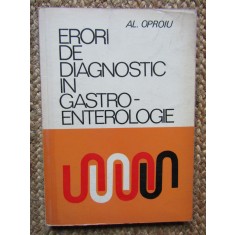 AL. OPROIU
ERORI
DE
DIAGNOSTIC
IN
GASTRO-
ENTEROLOGIE